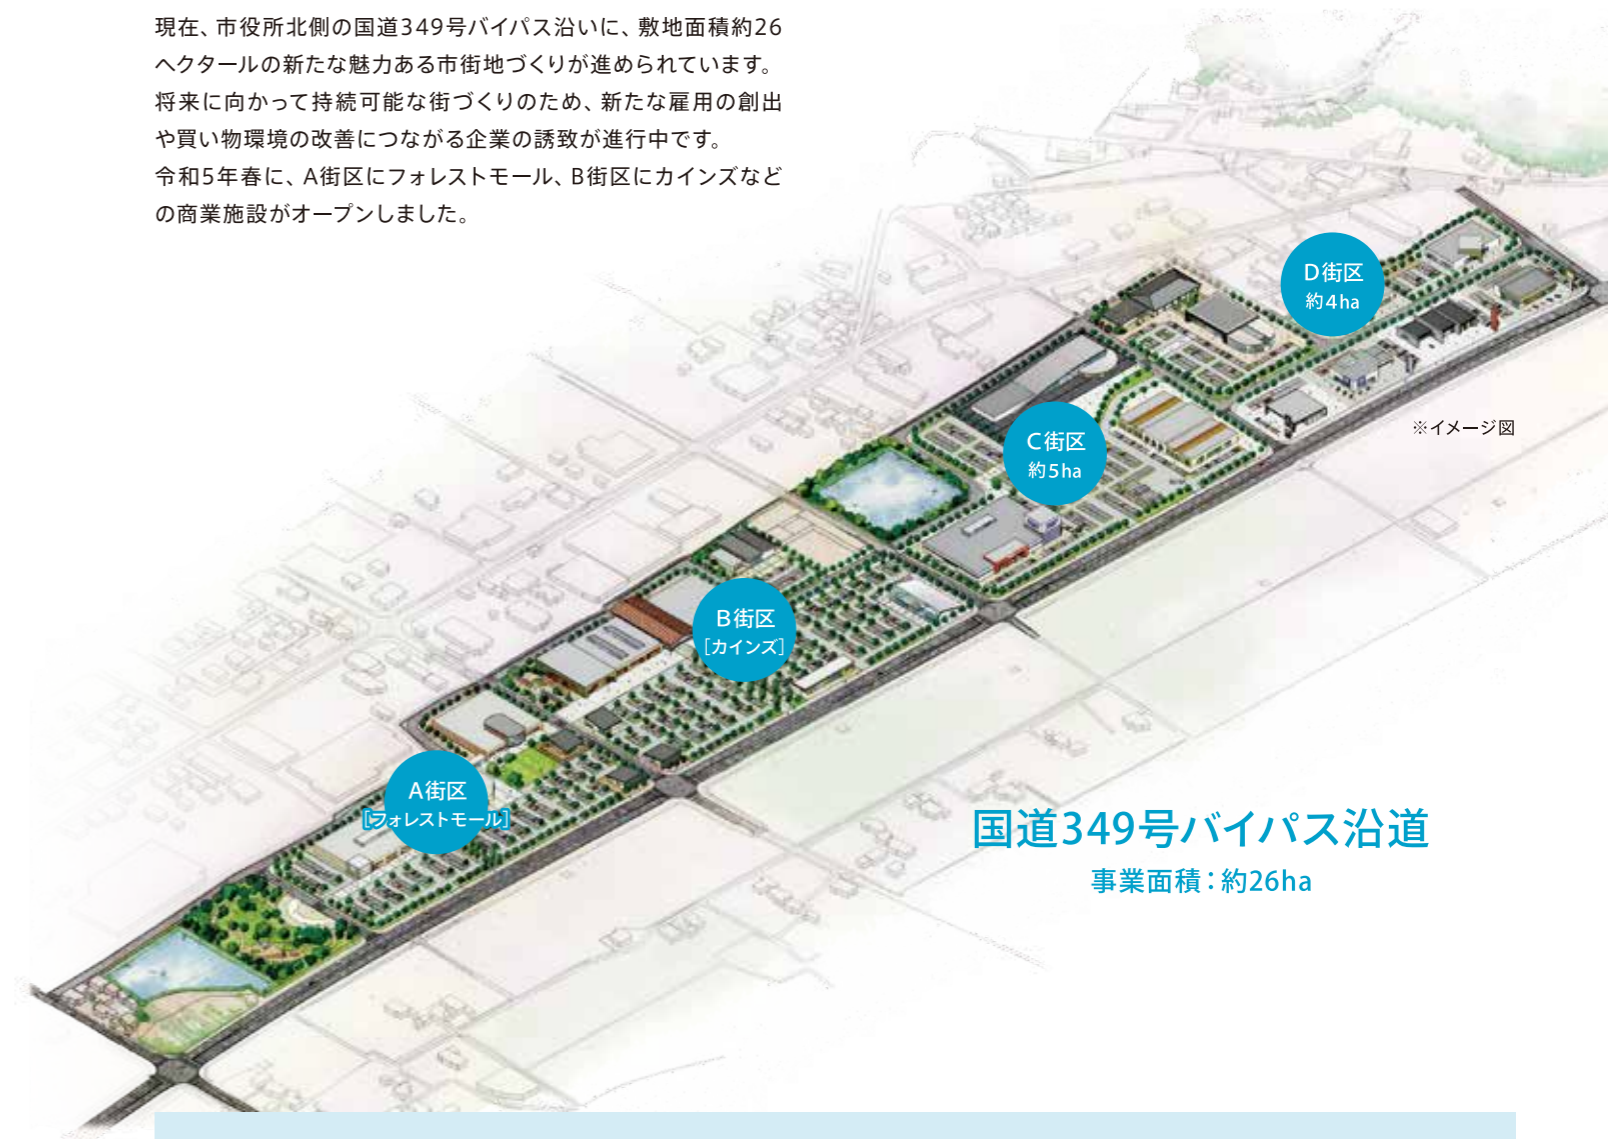 現在、市役所北側の国道349号バイパス沿いに、敷地面積約26
ヘクタールの新たな魅力ある市街地づくりが進められています。
将来に向かって持続可能な街づくりのため、新たな雇用の創出
や買い物環境の改善につながる企業の誘致が進行中です。
令和5年春に、A街区にフォレストモール、B街区にカインズなど
の商業施設がオープンしました。
D街区
約4ha
※イメージ図
C街区
約5ha
B街区
[カインズ]
A街区
[フォレストモール]
国道349号バイパス沿道
事業面積：約26ha